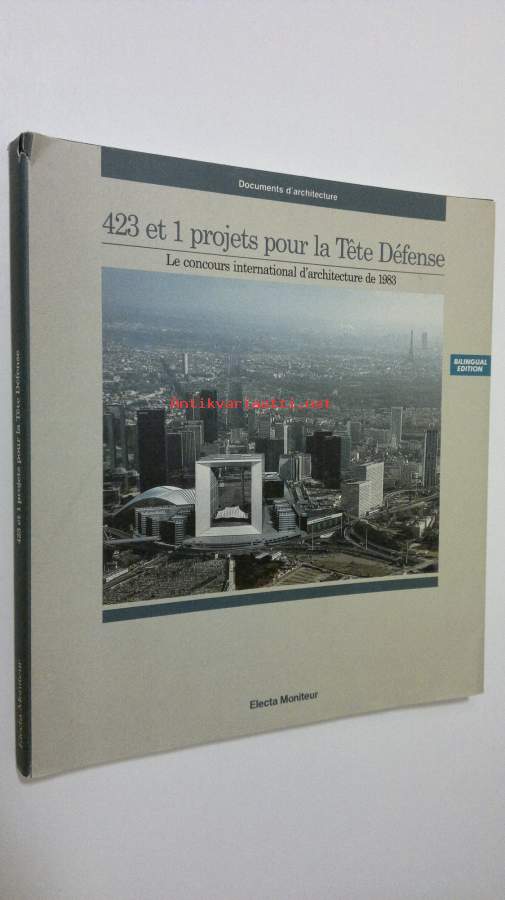 Documents d'architecture
423 et 1 projets pour la Tête Défense
Le concours international d'architecture de 1983
BILINGUAL
EDITION
Antikvariaatti.net
Electa Moniteur
423 et 1 projets pour la Tête Défense
Electa Moniteur